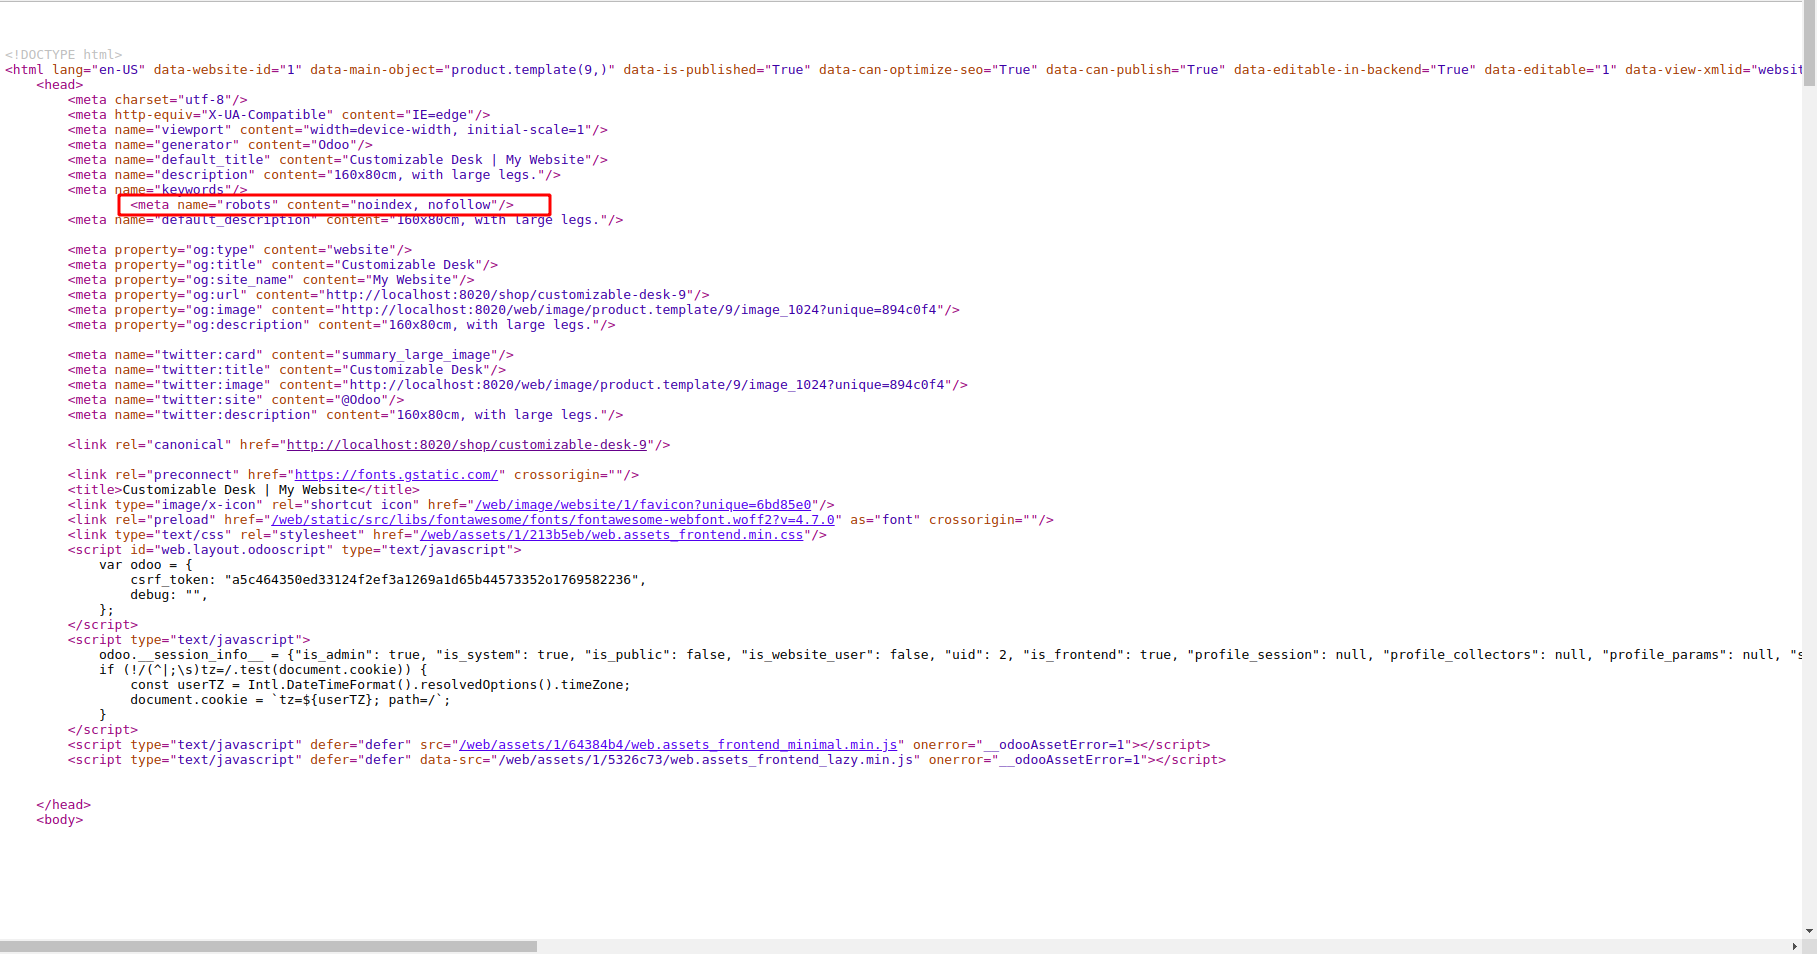 <!DOCTYPE html>
<html lang="en-US" data-website-id="1" data-main-object="product.template(9,)" data-is-published="True" data-can-optimize-seo="True" data-can-publish="True" data-editable-in-backend="True" data-editable="1" data-view-xmlid="websit
<head>
<meta charset="utf-8"/>
<meta http-equiv="X-UA-Compatible" content="IE=edge"/>
<meta name="viewport" content="width=device-width, initial-scale=1"/>
<meta name="generator" content="Odoo"/>
<meta name="default_title" content="Customizable Desk | My Website"/>
<meta name="description" content="160x80cm, with large legs."/>
<meta name="keywords"/>
<meta name="robots" content="noindex, nofollow"/>
<meta name="default_description" content="160x80cm, with large legs."/>
<meta property="og:type" content="website"/>
<meta property="og:title" content="Customizable Desk"/>
<meta property="og:site_name" content="My Website"/>
<meta property="og:url" content="http://localhost:8020/shop/customizable-desk-9"/>
<meta property="og:image" content="http://localhost:8020/web/image/product.template/9/image_1024?unique=894c0f4"/>
<meta property="og:description" content="160x80cm, with large legs."/>
<meta name="twitter:card" content="summary_large_image"/>
<meta name="twitter:title" content="Customizable Desk"/>
<meta name="twitter:image" content="http://localhost:8020/web/image/product.template/9/image_1024?unique=894c0f4"/>
<meta name="twitter:site" content="@Odoo"/>
<meta name="twitter:description" content="160x80cm, with large legs."/>
<link rel="canonical" href="http://localhost:8020/shop/customizable-desk-9"/>
<link rel="preconnect" href="https://fonts.gstatic.com/" crossorigin=""/>
<title>Customizable Desk | My Website</title>
<link type="image/x-icon" rel="shortcut icon" href="/web/image/website/1/favicon?unique=6bd85e0"/>
<link rel="preload" href="/web/static/src/libs/fontawesome/fonts/fontawesome-webfont.woff2?v=4.7.0" as="font" crossorigin=""/>
<link type="text/css" rel="stylesheet" href="/web/assets/1/213b5eb/web.assets_frontend.min.css"/>
<script id="web.layout.odooscript" type="text/javascript">
var odoo = {
csrf_token: "a5c464350ed33124f2ef3a1269a1d65b44573352o1769582236",
debug: "",
};
</script>
<script type="text/javascript">
odoo.__session_info__ = {"is_admin": true, "is_system": true, "is_public": false, "is_website_user": false, "uid": 2, "is_frontend": true, "profile_session": null, "profile_collectors": null, "profile_params": null, "s
if (!/(^|;\s)tz=/.test(document.cookie)) {
const userTZ = Intl.DateTimeFormat().resolvedOptions().timeZone;
document.cookie = `tz=${userTZ}; path=/`;
}
</script>
<script type="text/javascript" defer="defer" src="/web/assets/1/64384b4/web.assets_frontend_minimal.min.js" onerror="__odooAssetError=1"></script>
<script type="text/javascript" defer="defer" data-src="/web/assets/1/5326c73/web.assets_frontend_lazy.min.js" onerror="__odooAssetError=1"></script>
</head>
<body>